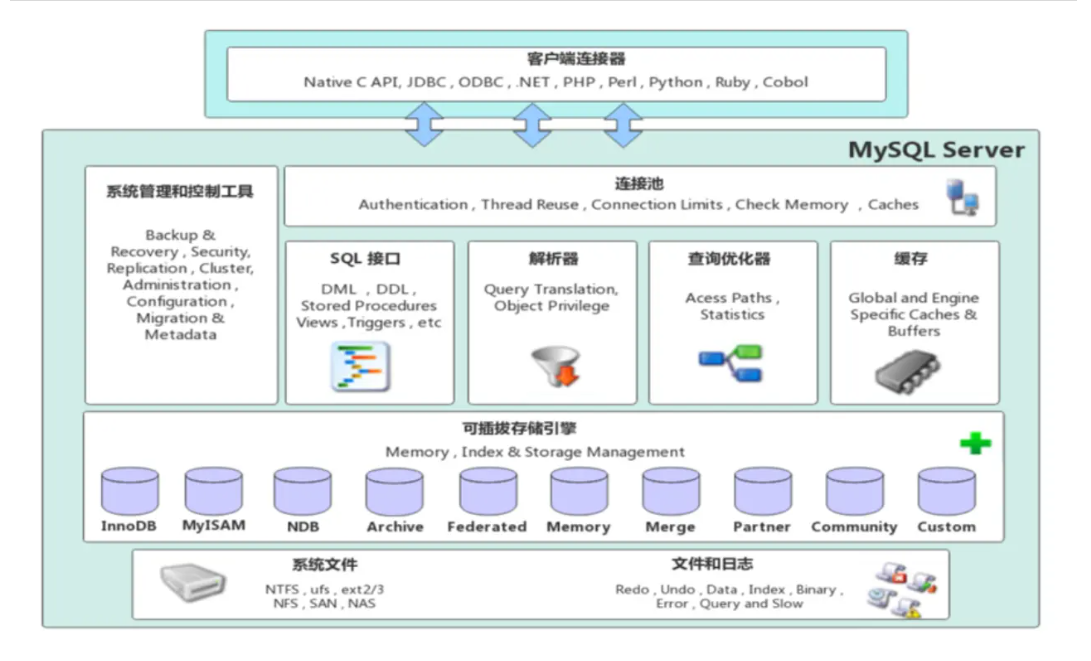 客户端连接器
Native C API, JDBC , ODBC , .NET , PHP , Perl , Python , Ruby , Cobol
MySQL Server
系统管理和控制工具
Backup &
Recovery , Security,
Replication , Cluster,
Administration ,
Configuration ,
Migration &
Metadata
连接池
Authentication , Thread Reuse , Connection Limits , Check Memory , Caches
SQL 接口
DML , DDL ,
Stored Procedures
Views ,Triggers , etc
解析器
Query Translation,
Object Privilege
查询优化器
Acess Paths ,
Statistics
缓存
Global and Engine
Specific Caches &
Buffers
可插拔存储引擎
Memory , Index & Storage Management
InnoDB
MyISAM
NDB
Archive
Federated
Memory
Merge
Partner
Community
Custom
系统文件
NTFS , ufs , ext2/3
NFS , SAN , NAS
文件和日志
Redo , Undo , Data , Index , Binary ,
Error , Query and Slow